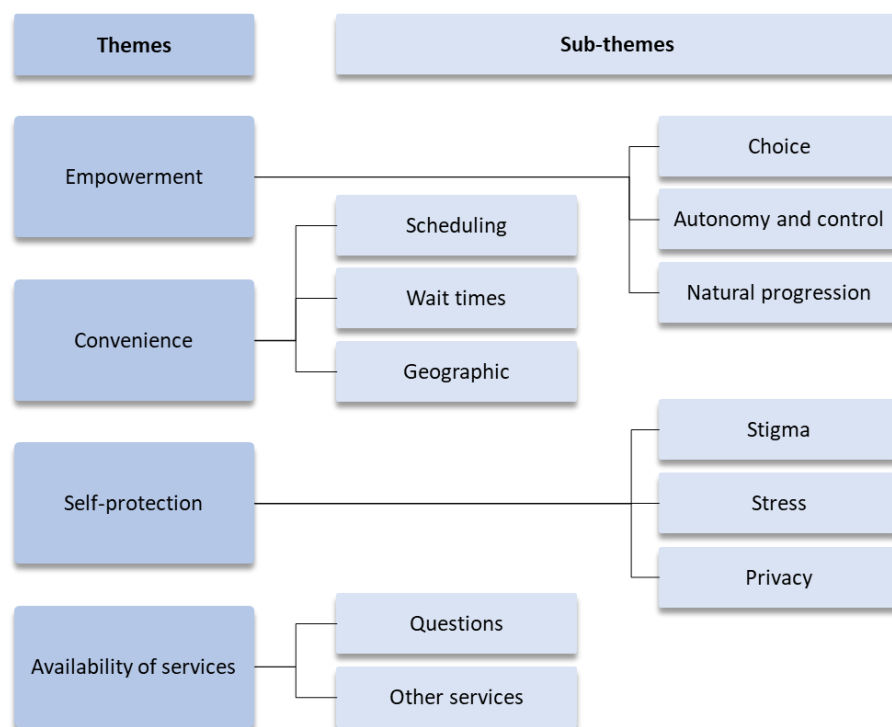 Themes
Sub-themes
Empowerment
Choice
Autonomy and control
Natural progression
Convenience
Scheduling
Wait times
Geographic
Self-protection
Stigma
Stress
Privacy
Availability of services
Questions
Other services